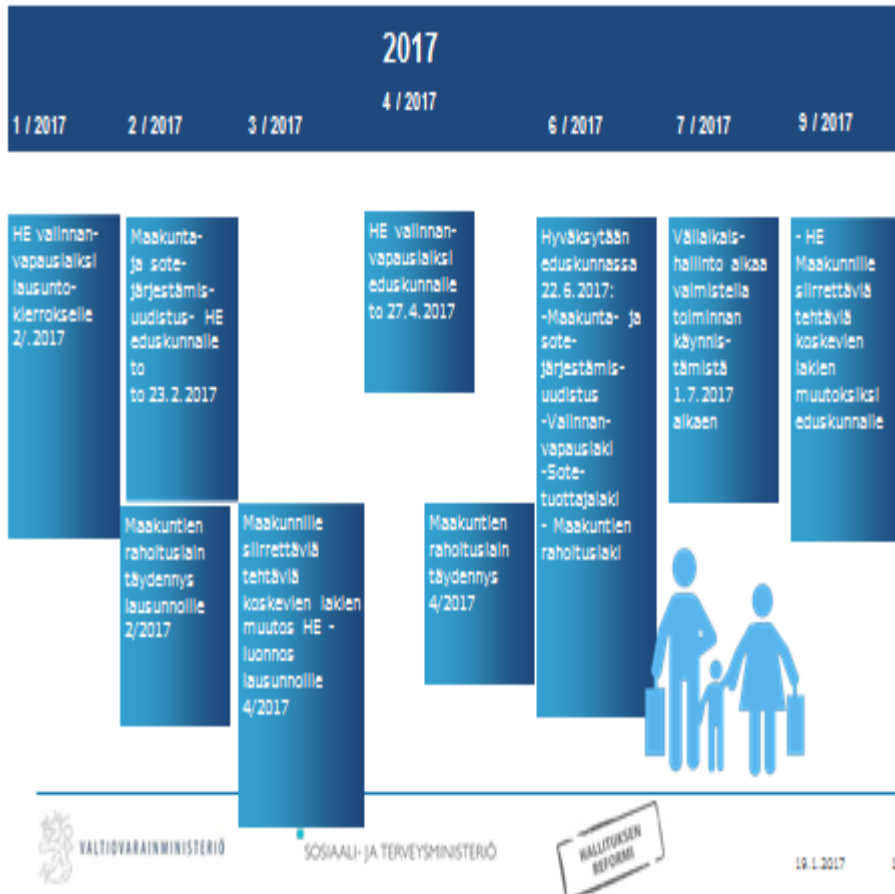 2017
1 / 2017
2 / 2017
3 / 2017
4 / 2017
6 / 2017
7 / 2017
9 / 2017
HE valinnan-
vapauslaiksi
lausunto-
kierrokselle
2/.2017
Maakunta-
ja sote-
järjestämis-
uudistus- HE
eduskunnalle
to
to 23.2.2017
HE valinnan-
vapauslaiksi
eduskunnalle
to 27.4.2017
Hyväksytään
eduskunnassa
22.6.2017:
-Maakunta- ja
sote-
järjestämis-
uudistus
-Valinnan-
vapauslaki
-Sote-
tuottajalaki
- Maakuntien
rahoituslaki
Väliaikais-
hallinto alkaa
valmistella
toiminnan
käynnis-
tämistä
1.7.2017
alkaen
- HE
Maakunnille
siirrettäviä
tehtäviä
koskevien
lakien
muutoksiksi
eduskunnalle
Maakuntien
rahoituslain
täydennys
lausunnoille
2/2017
Maakunnille
siirrettäviä
tehtäviä
koskevien lakien
muutos HE -
luonnos
lausunnoille
4/2017
Maakuntien
rahoituslain
täydennys
4/2017
VALTIOVARAINMINISTERIÖ
SOSIAALI- JA TERVEYSMINISTERIÖ
HALLITUKSEN
REFORMI
19.1.2017